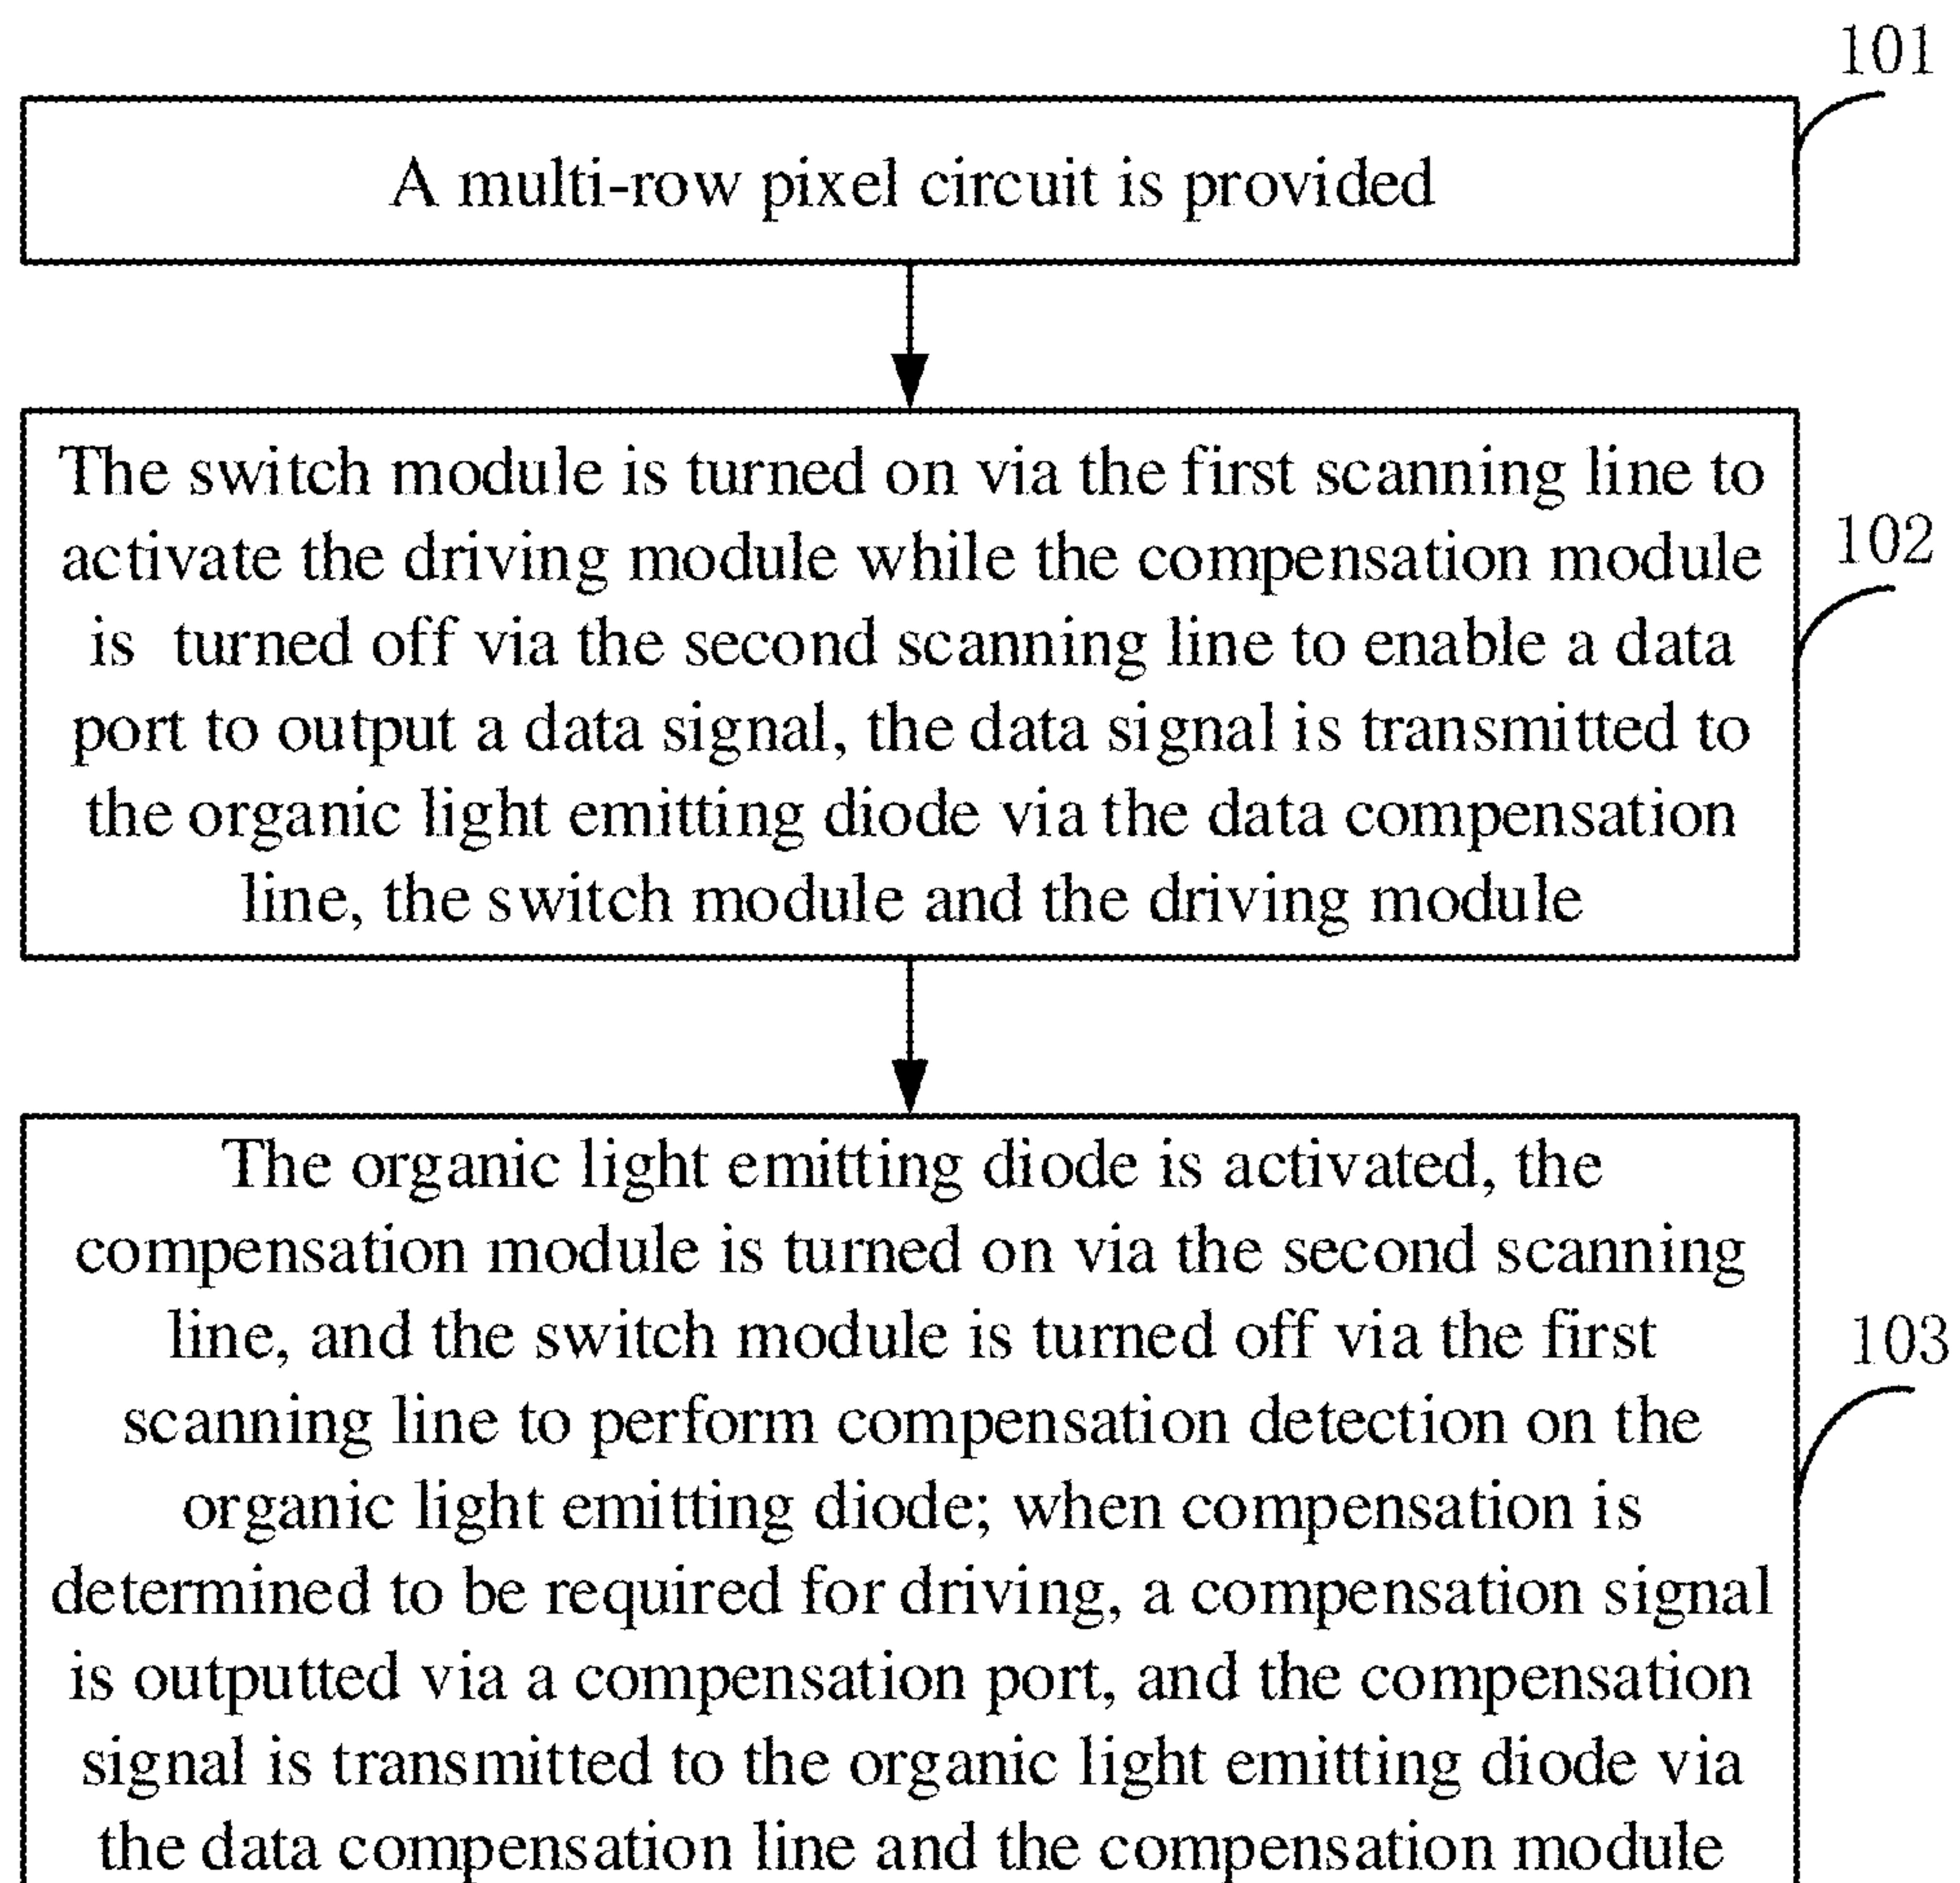 101
A multi-row pixel circuit is provided
The switch module is turned on via the first scanning line to
activate the driving module while the compensation module
is turned off via the second scanning line to enable a data
port to output a data signal, the data signal is transmitted to
the organic light emitting diode via the data compensation
line, the switch module and the driving module
102
The organic light emitting diode is activated, the
compensation module is turned on via the second scanning
line, and the switch module is turned off via the first
scanning line to perform compensation detection on the
organic light emitting diode; when compensation is
determined to be required for driving, a compensation signal
is outputted via a compensation port, and the compensation
signal is transmitted to the organic light emitting diode via
the data compensation line and the compensation module
103